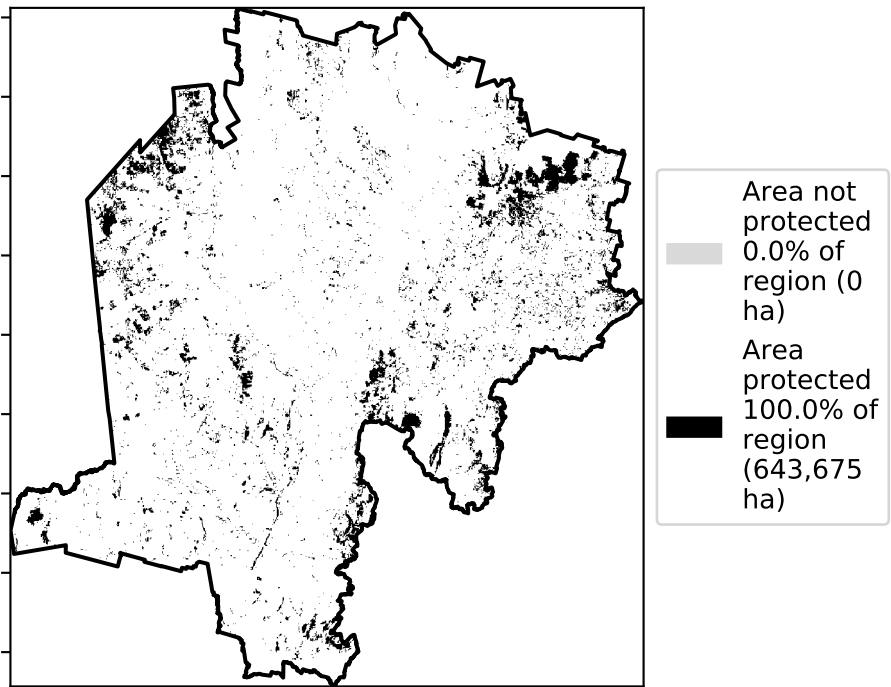 Area not
protected
0.0% of
region (0
ha)
Area
protected
100.0% of
region
(643,675
ha)